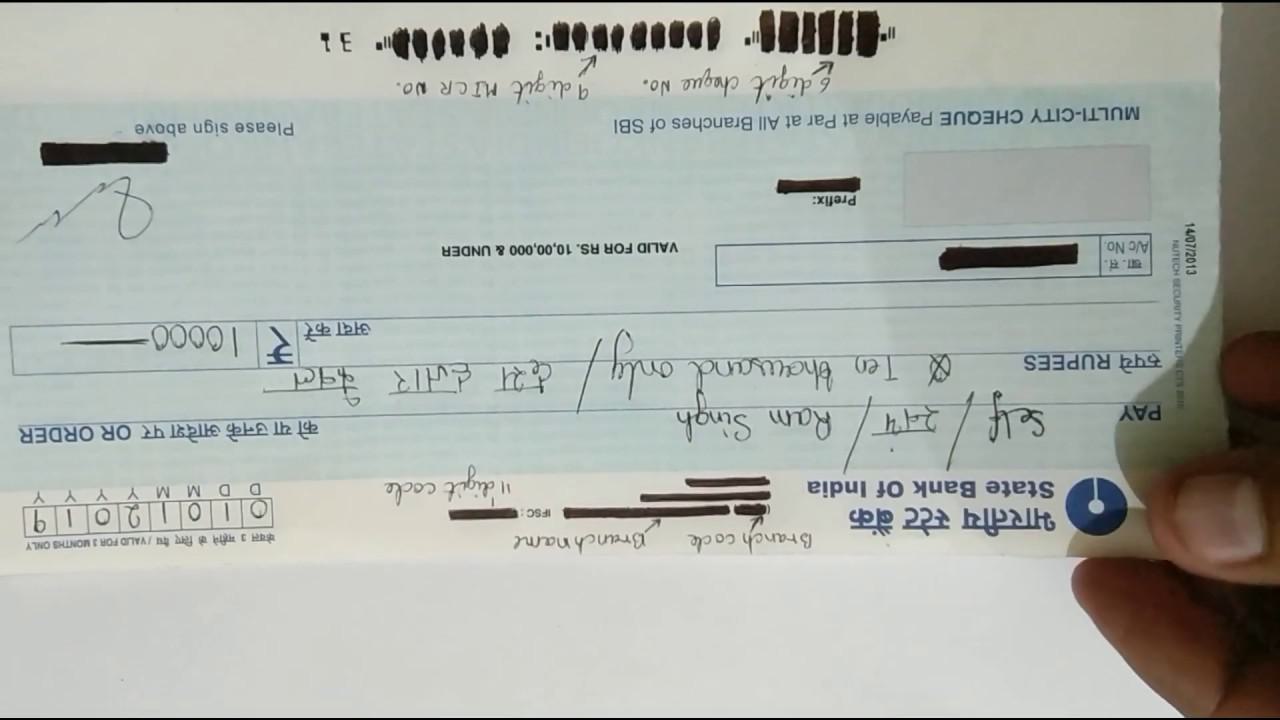 Branch code Branch name
केवल 3 महीने के लिए वैध / VALID FOR 3 MONTHS ONLY
भारतीय स्टेट बैंक
State Bank Of India
IFSC:
11 digit code
0 1 0 1 2 0 1 9
D D M M Y Y Y Y
PAY Self / स्वयं / Ram Singh
को या उनके आदेश पर OR ORDER
रुपये RUPEES Ten thousand only / दस हजार केवल
अदा करें ₹ 10000
खा. सं.
A/c No.
VALID FOR RS. 10,00,000 & UNDER
Prefix:
14/07/2013
MULTI-CITY CHEQUE Payable at Par at All Branches of SBI
Please sign above
6 digit cheque No. 9 digit MICR No.
31